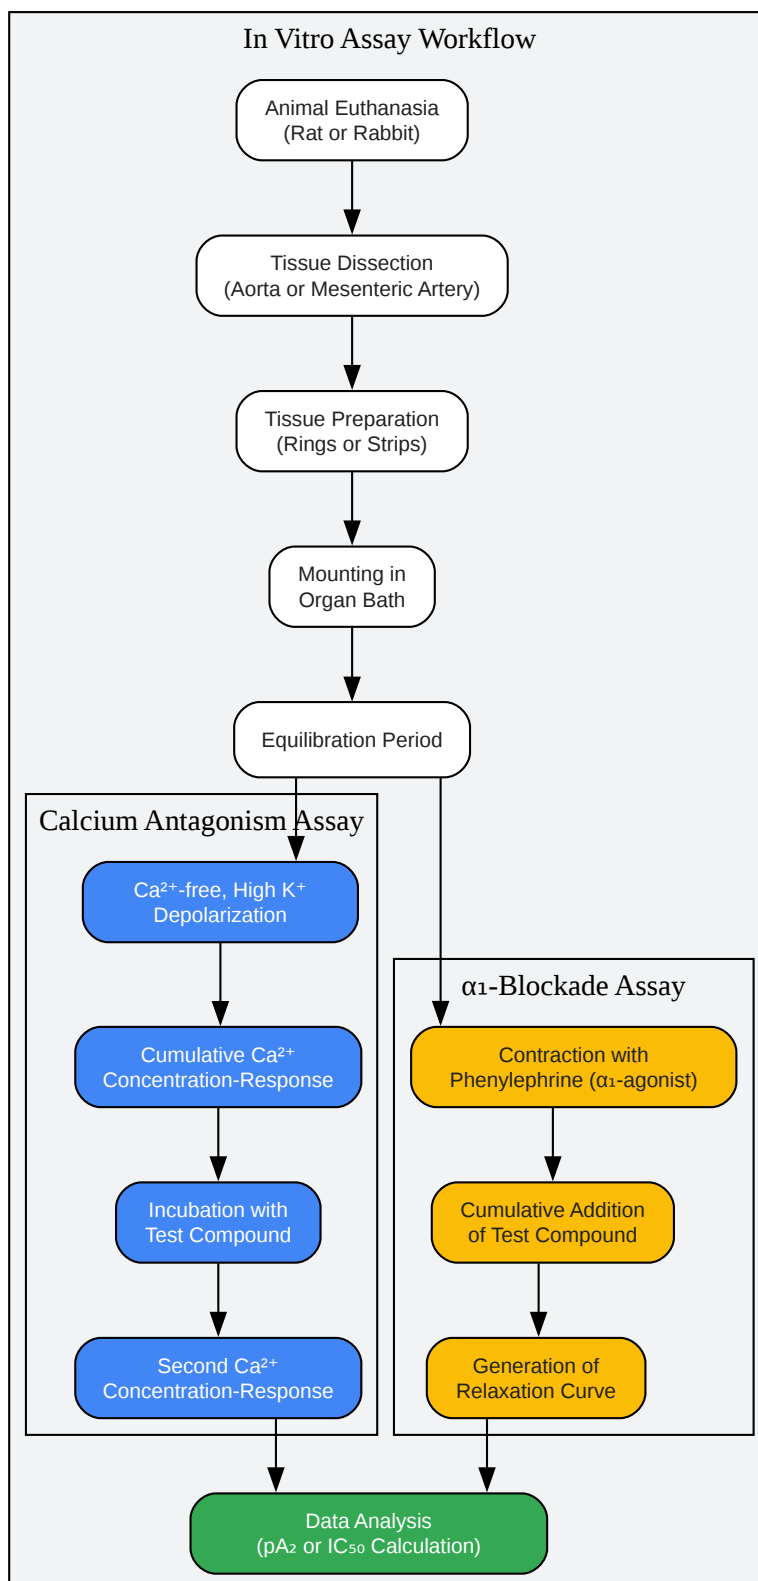 In Vitro Assay Workflow
Animal Euthanasia
(Rat or Rabbit)
Tissue Dissection
(Aorta or Mesenteric Artery)
Tissue Preparation
(Rings or Strips)
Mounting in
Organ Bath
Equilibration Period
Calcium Antagonism Assay
Ca²⁺-free, High K⁺
Depolarization
Cumulative Ca²⁺
Concentration-Response
Incubation with
Test Compound
Second Ca²⁺
Concentration-Response
α₁-Blockade Assay
Contraction with
Phenylephrine (α₁-agonist)
Cumulative Addition
of Test Compound
Generation of
Relaxation Curve
Data Analysis
(pA₂ or IC₅₀ Calculation)